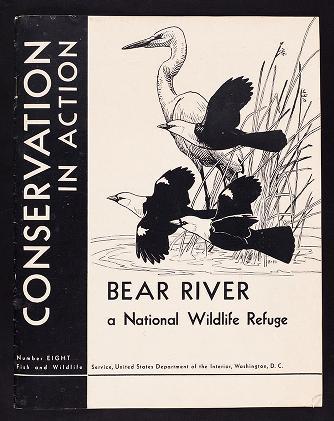 CONSERVATION
IN ACTION
BEAR RIVER
a National Wildlife Refuge
Number EIGHT
Fish and Wildlife Service, United States Department of the Interior, Washington, D. C.